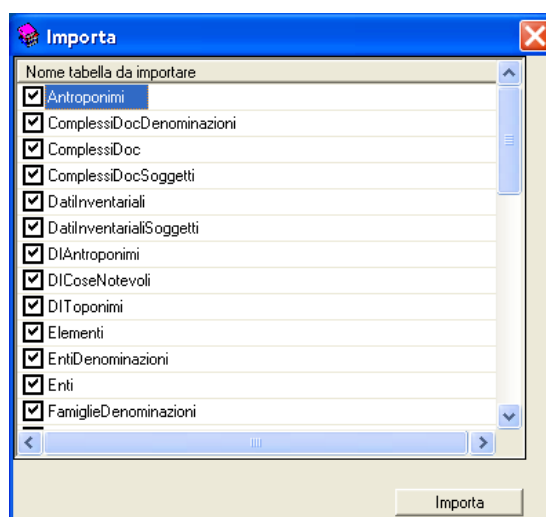 Importa
Nome tabella da importare
Antroponimi
ComplessiDocDenominazioni
ComplessiDoc
ComplessiDocSoggetti
DatiInventariali
DatiInventarialiSoggetti
DIAntroponimi
DICoseNotevoli
DIToponimi
Elementi
EntiDenominazioni
Enti
FamiglieDenominazioni
Importa